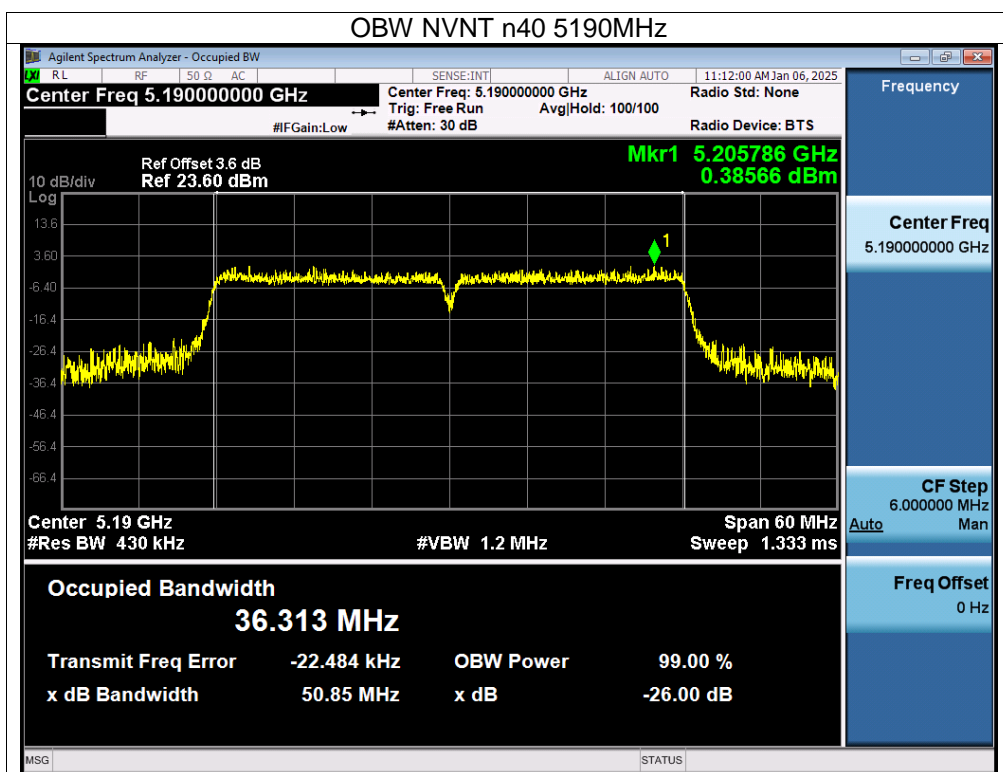 OBW NVNT n40 5190MHz
Agilent Spectrum Analyzer - Occupied BW
LXI RL RF 50 Ω AC SENSE:INT ALIGN AUTO 11:12:00 AM Jan 06, 2025
Center Freq 5.190000000 GHz
Center Freq: 5.190000000 GHz
Radio Std: None
Trig: Free Run Avg|Hold: 100/100
#IFGain:Low #Atten: 30 dB Radio Device: BTS
Frequency
Mkr1 5.205786 GHz
0.38566 dBm
Ref Offset 3.6 dB
10 dB/div Ref 23.60 dBm
Log
13.6
3.60
-6.40
-16.4
-26.4
-36.4
-46.4
-56.4
-66.4
1
Center 5.19 GHz Span 60 MHz
#Res BW 430 kHz #VBW 1.2 MHz Sweep 1.333 ms
Center Freq
5.190000000 GHz
CF Step
6.000000 MHz
Auto Man
Freq Offset
0 Hz
Occupied Bandwidth
36.313 MHz
Transmit Freq Error -22.484 kHz OBW Power 99.00 %
x dB Bandwidth 50.85 MHz x dB -26.00 dB
MSG STATUS